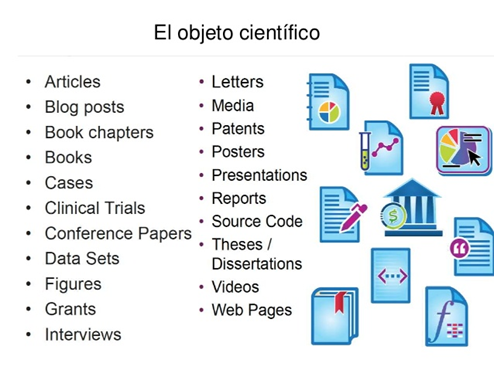 El objeto científico
• Articles
• Blog posts
• Book chapters
• Books
• Cases
• Clinical Trials
• Conference Papers
• Data Sets
• Figures
• Grants
• Interviews
• Letters
• Media
• Patents
• Posters
• Presentations
• Reports
• Source Code
• Theses /
Dissertations
• Videos
• Web Pages